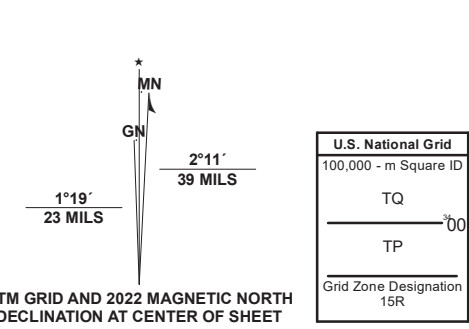 MN
GN
2°11´
39 MILS
1°19´
23 MILS
TM GRID AND 2022 MAGNETIC NORTH
DECLINATION AT CENTER OF SHEET
U.S. National Grid
100,000 - m Square ID
TQ
3400
TP
Grid Zone Designation
15R